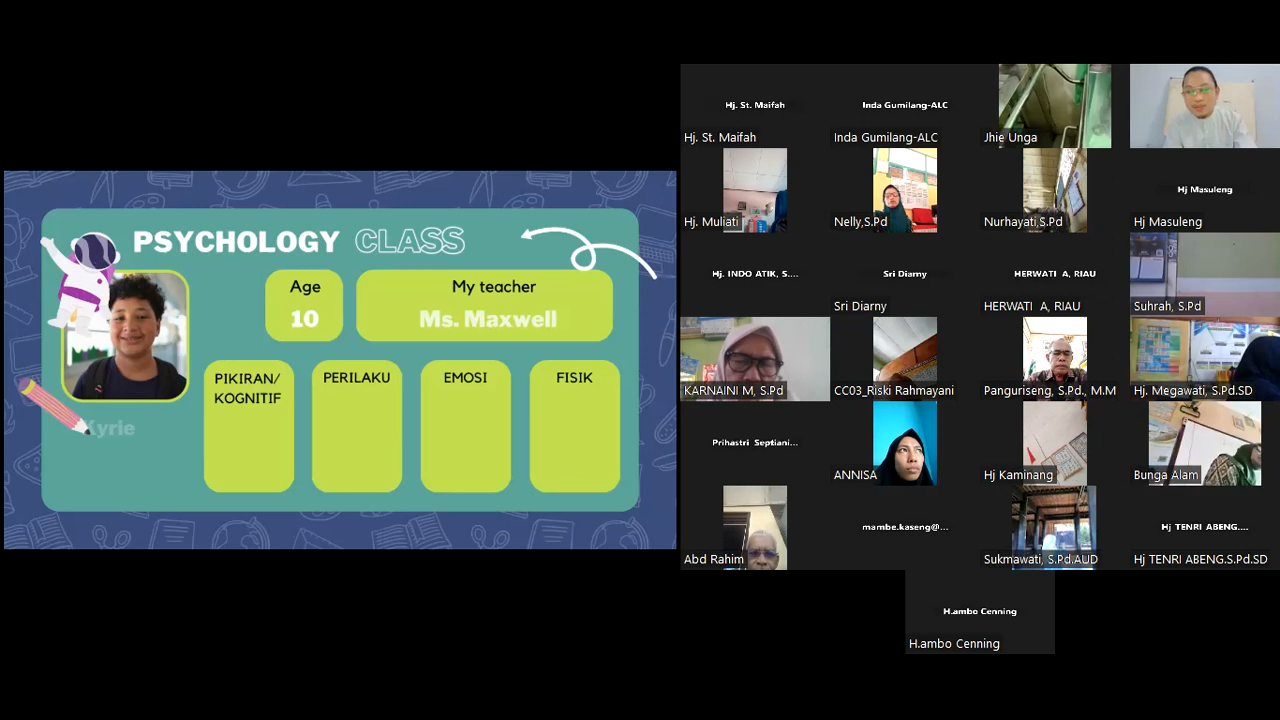 PSYCHOLOGY CLASS
Age
10
My teacher
Ms. Maxwell
PIKIRAN/
KOGNITIF
PERILAKU
EMOSI
FISIK
Kyrie
Hj. St. Maifah
Hj. St. Maifah
Inda Gumilang-ALC
Inda Gumilang-ALC
Jhie Unga
Hj. Muliati
Nelly,S.Pd
Nurhayati,S.Pd
Hj Masuleng
Hj Masuleng
Hj. INDO ATIK, S....
Sri Diarny
Sri Diarny
HERWATI A, RIAU
HERWATI A, RIAU
Suhrah, S.Pd
KARNAINI M, S.Pd
CC03_Riski Rahmayani
Panguriseng, S.Pd., M.M
Hj. Megawati, S.Pd.SD
Prihastri Septiani...
ANNISA
Hj Kaminang
Bunga Alam
Abd Rahim
mambe.kaseng@...
Sukmawati, S.Pd.AUD
Hj TENRI ABENG....
Hj TENRI ABENG.S.Pd.SD
H.ambo Cenning
H.ambo Cenning